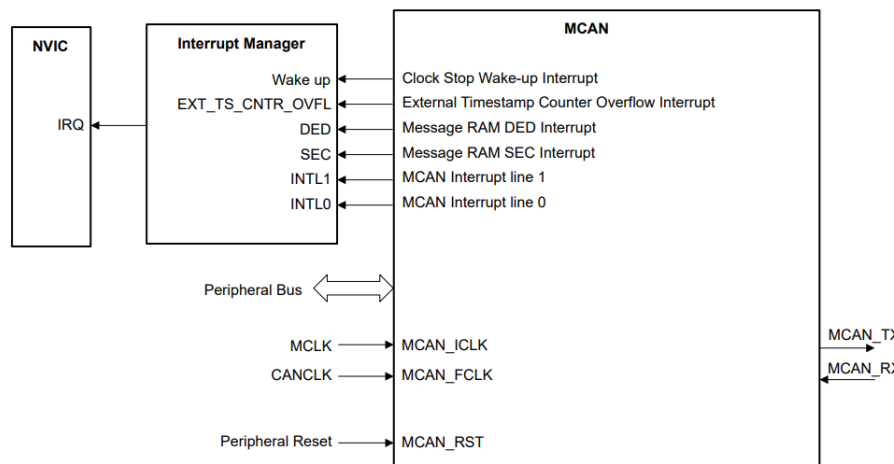 MCAN
NVIC
Interrupt Manager
Wake up
Clock Stop Wake-up Interrupt
EXT_TS_CNTR_OVFL
External Timestamp Counter Overflow Interrupt
IRQ
DED
Message RAM DED Interrupt
SEC
Message RAM SEC Interrupt
INTL1
MCAN Interrupt line 1
INTL0
MCAN Interrupt line 0
Peripheral Bus
MCAN_TX
MCLK
MCAN_ICLK
MCAN_RX
CANCLK
MCAN_FCLK
Peripheral Reset
MCAN_RST